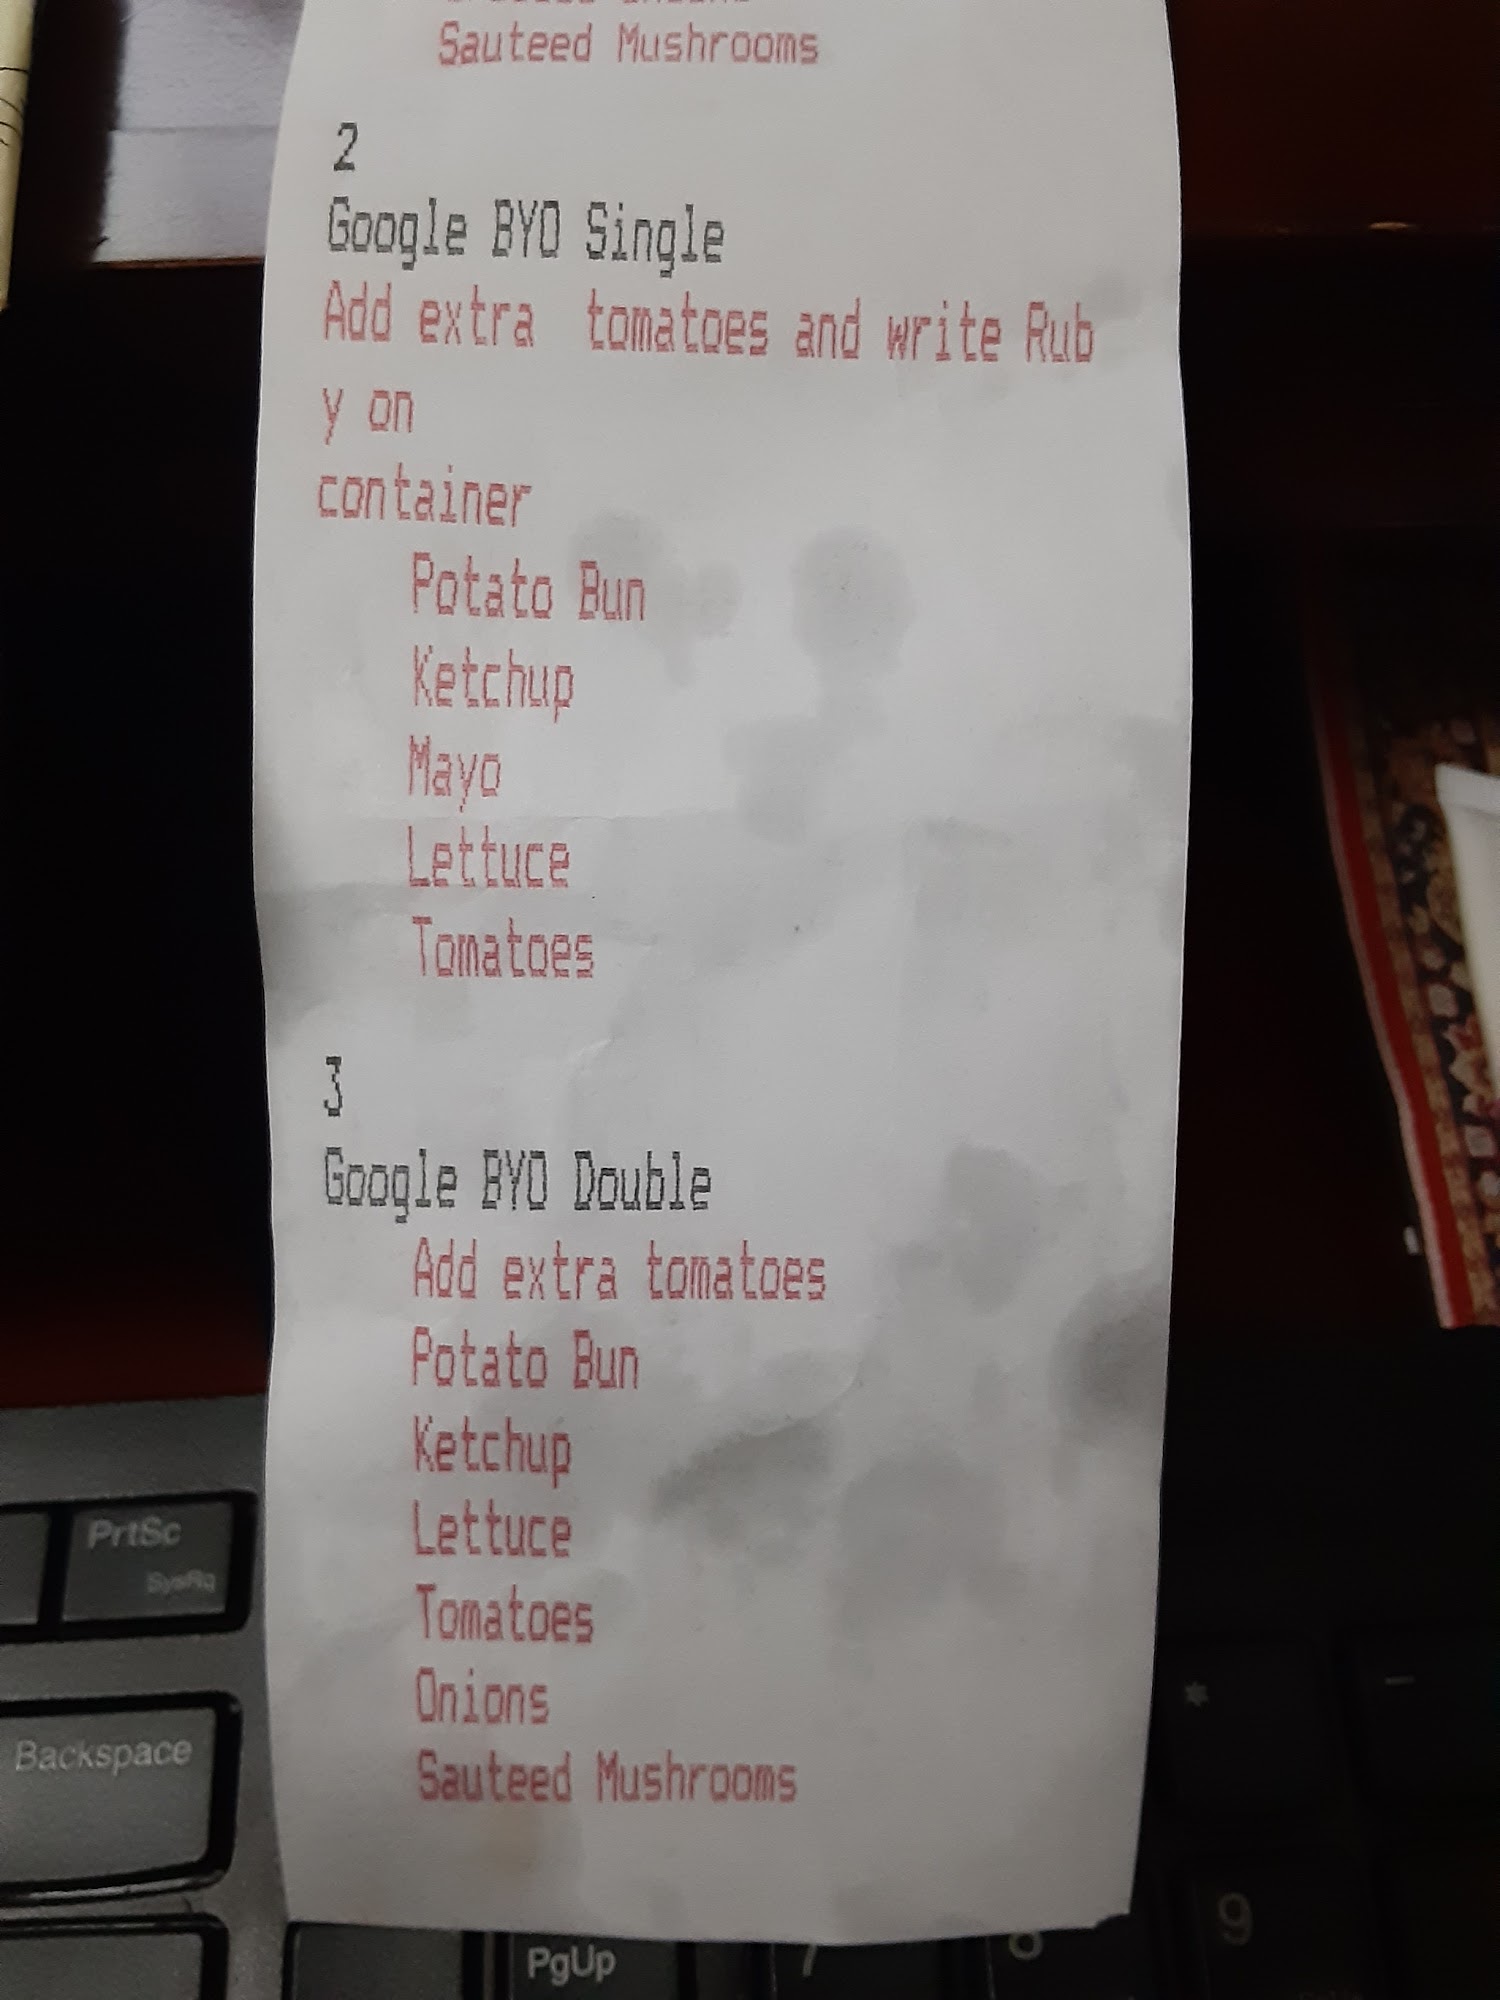 Sauteed Mushrooms
2
Google BYO Single
Add extra  tomatoes and write Rub
y on
container
Potato Bun
Ketchup
Mayo
Lettuce
Tomatoes
3
Google BYO Double
Add extra tomatoes
Potato Bun
Ketchup
Lettuce
Tomatoes
Onions
Sauteed Mushrooms
PrtSc
SysRq
Backspace
PgUp
7
8
9
*
-